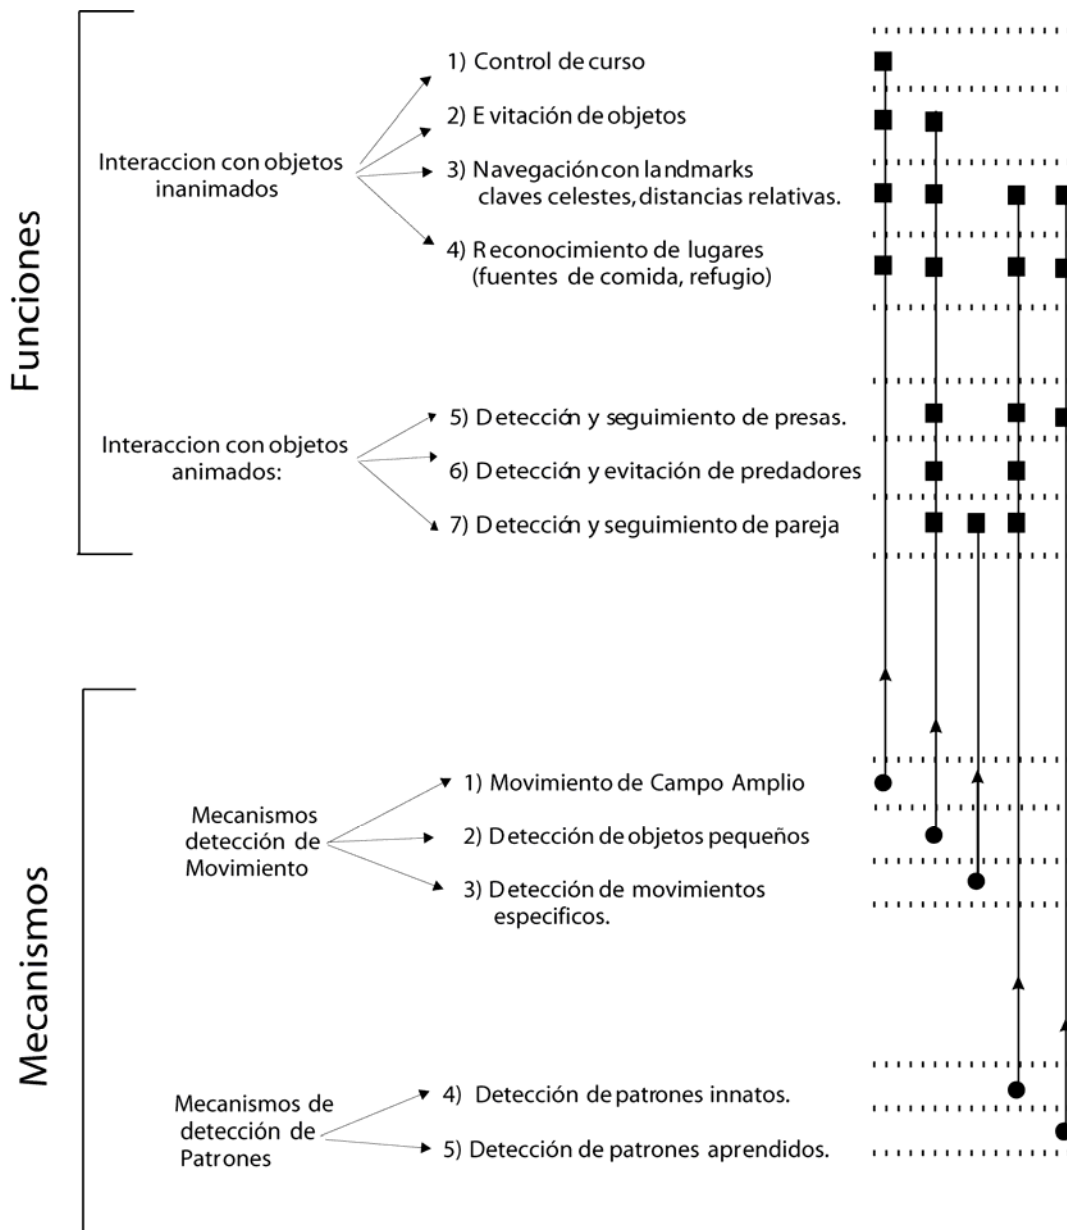 Funciones
Interaccion con objetos
inanimados
1) Control de curso
2) Evitación de objetos
3) Navegación con landmarks
claves celestes, distancias relativas.
4) Reconocimiento de lugares
(fuentes de comida, refugio)
Interaccion con objetos
animados:
5) Detección y seguimiento de presas.
6) Detección y evitación de predadores
7) Detección y seguimiento de pareja
Mecanismos
Mecanismos
detección de
Movimiento
1) Movimiento de Campo Amplio
2) Detección de objetos pequeños
3) Detección de movimientos
especificos.
Mecanismos de
detección de
Patrones
4) Detección de patrones innatos.
5) Detección de patrones aprendidos.